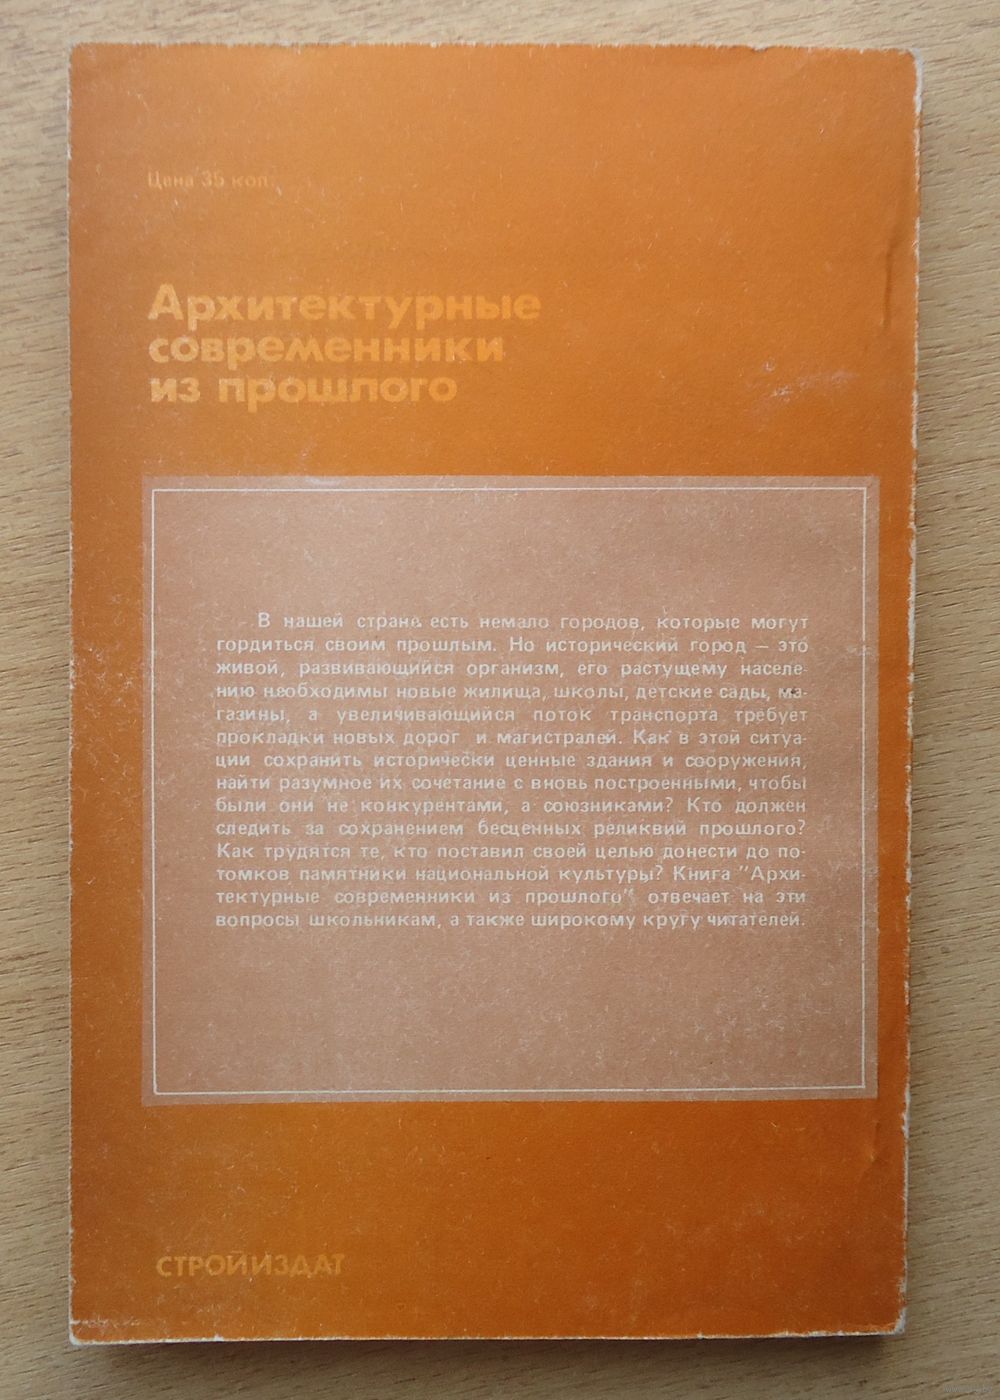 Цена 35 коп.
Архитектурные
современники
из прошлого
В нашей стране есть немало городов, которые могут
гордиться своим прошлым. Но исторический город — это
живой, развивающийся организм, его растущему населе-
нию необходимы новые жилища, школы, детские сады, ма-
газины, а увеличивающийся поток транспорта требует
прокладки новых дорог и магистралей. Как в этой ситуа-
ции сохранить исторически ценные здания и сооружения,
найти разумное их сочетание с вновь построенными, чтобы
были они не конкурентами, а союзниками? Кто должен
следить за сохранением бесценных реликвий прошлого?
Как трудятся те, кто поставил своей целью донести до по-
томков памятники национальной культуры? Книга "Архи-
тектурные современники из прошлого" отвечает на эти
вопросы школьникам, а также широкому кругу читателей.
СТРОЙИЗДАТ